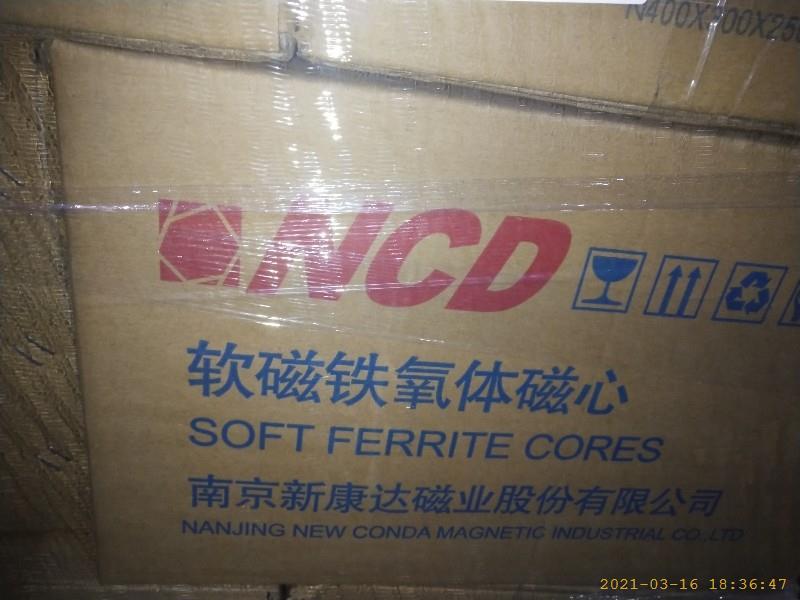 NCD
软磁铁氧体磁心
SOFT FERRITE CORES
南京新康达磁业股份有限公司
NANJING NEW CONDA MAGNETIC INDUSTRIAL CO.,LTD
2021-03-16 18:36:47